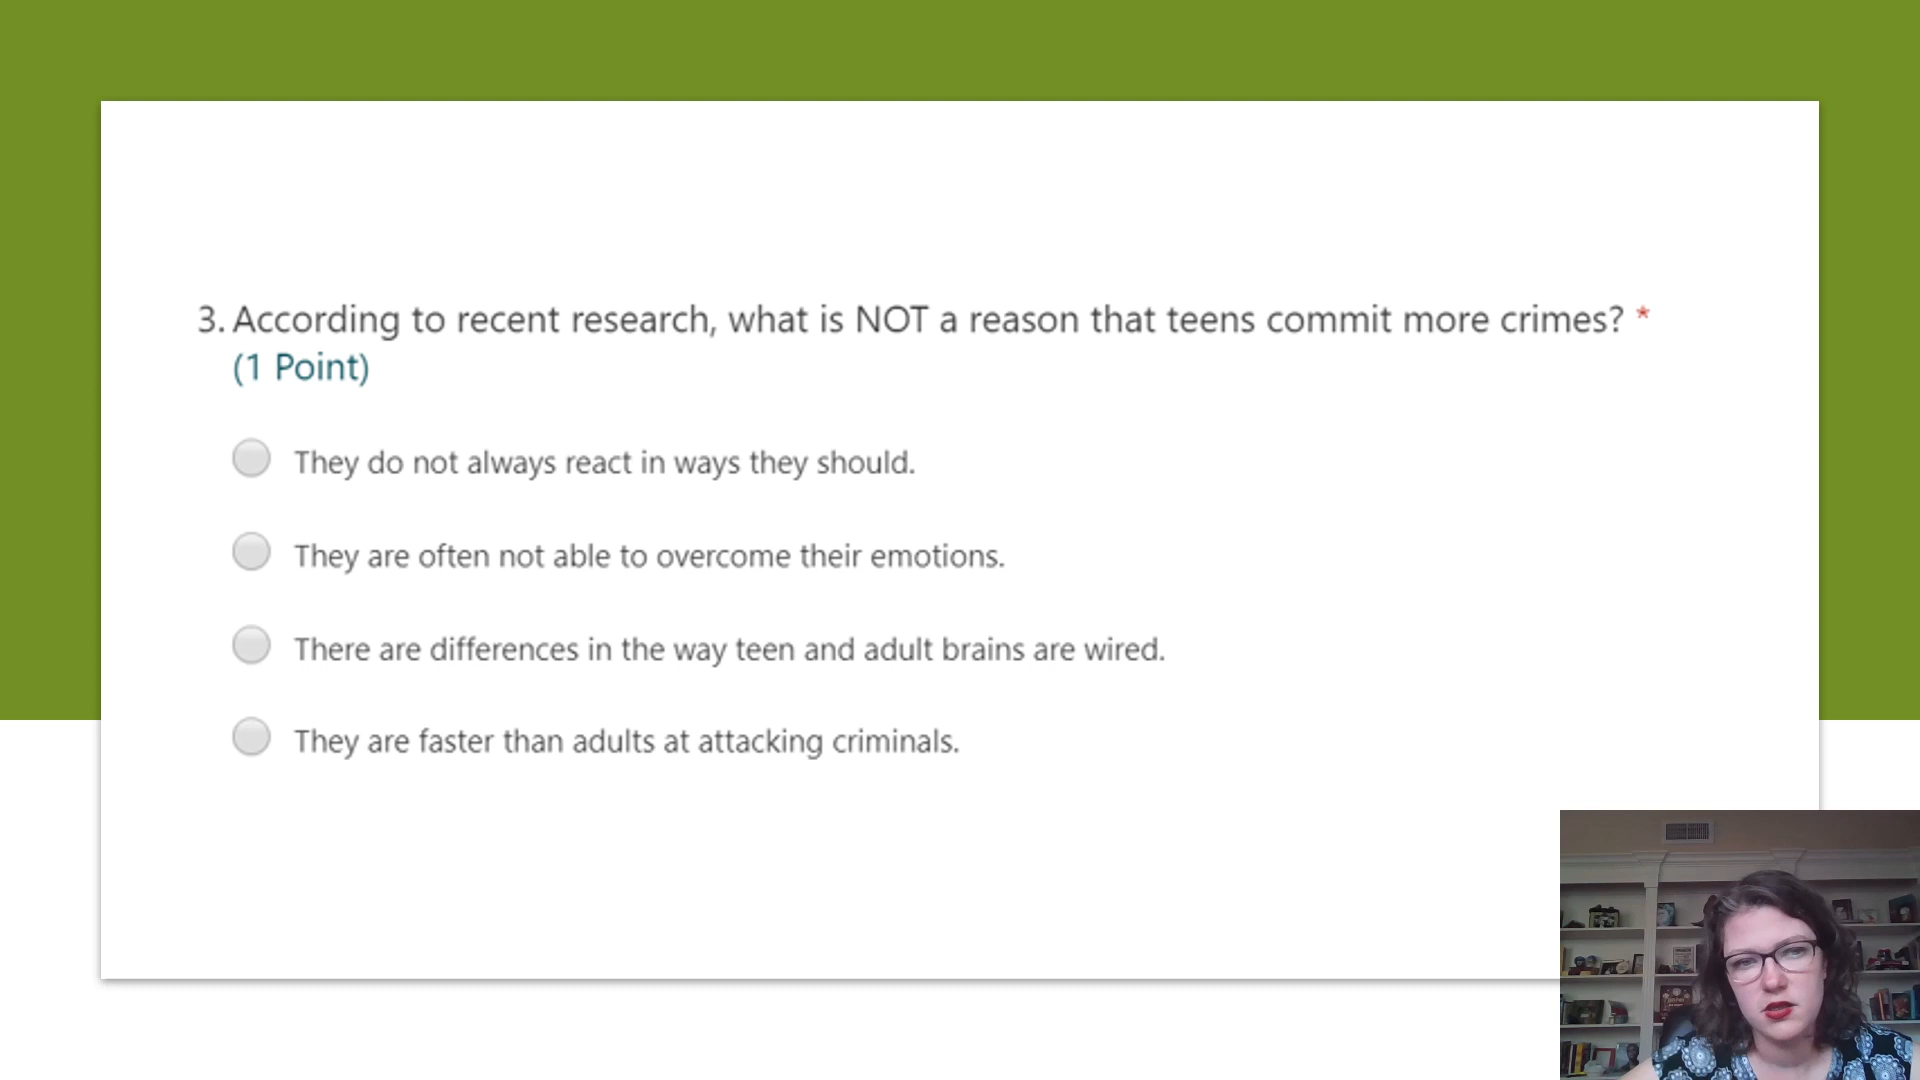 3. According to recent research, what is NOT a reason that teens commit more crimes? *
(1 Point)
They do not always react in ways they should.
They are often not able to overcome their emotions.
There are differences in the way teen and adult brains are wired.
They are faster than adults at attacking criminals.